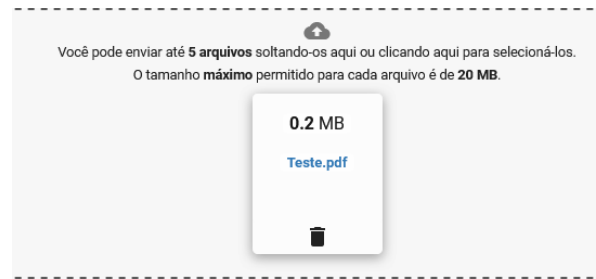 Você pode enviar até 5 arquivos soltando-os aqui ou clicando aqui para selecioná-los.
O tamanho máximo permitido para cada arquivo é de 20 MB.
0.2 MB
Teste.pdf